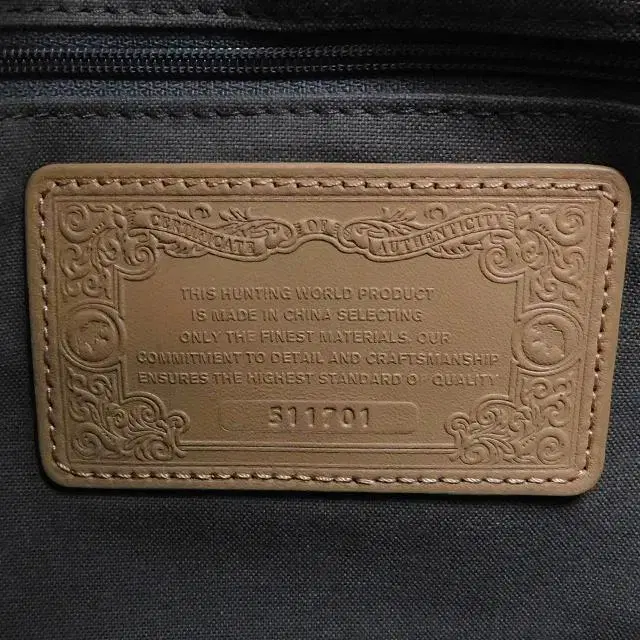 CERTIFICATE OF AUTHENTICITY
THIS HUNTING WORLD PRODUCT
IS MADE IN CHINA SELECTING
ONLY THE FINEST MATERIALS. OUR
COMMITMENT TO DETAIL AND CRAFTSMANSHIP
ENSURES THE HIGHEST STANDARD OF QUALITY
511701